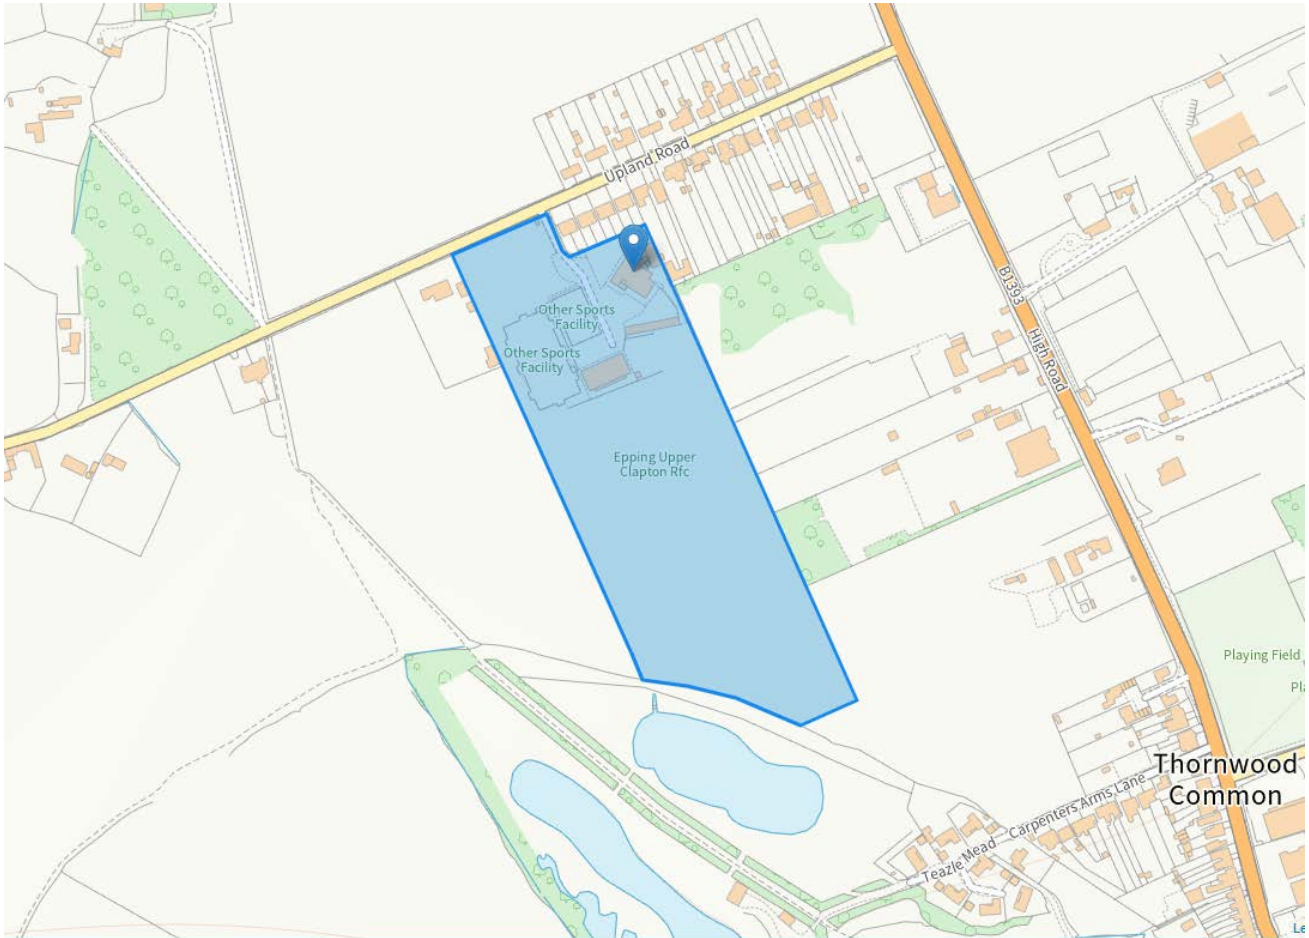 Upland Road
Other Sports
Facility
Other Sports
Facility
B1393
High Road
Epping Upper
Clapton Rfc
Playing Field
Thornwood
Common
Carpenters Arms Lane
Teazle Mead